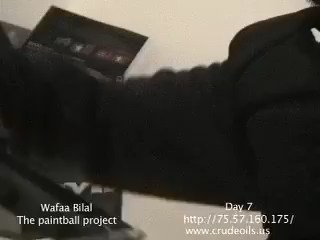 Wafaa Bilal
The paintball project
Day 7
http://75.57.160.175/
www.crudeoils.us